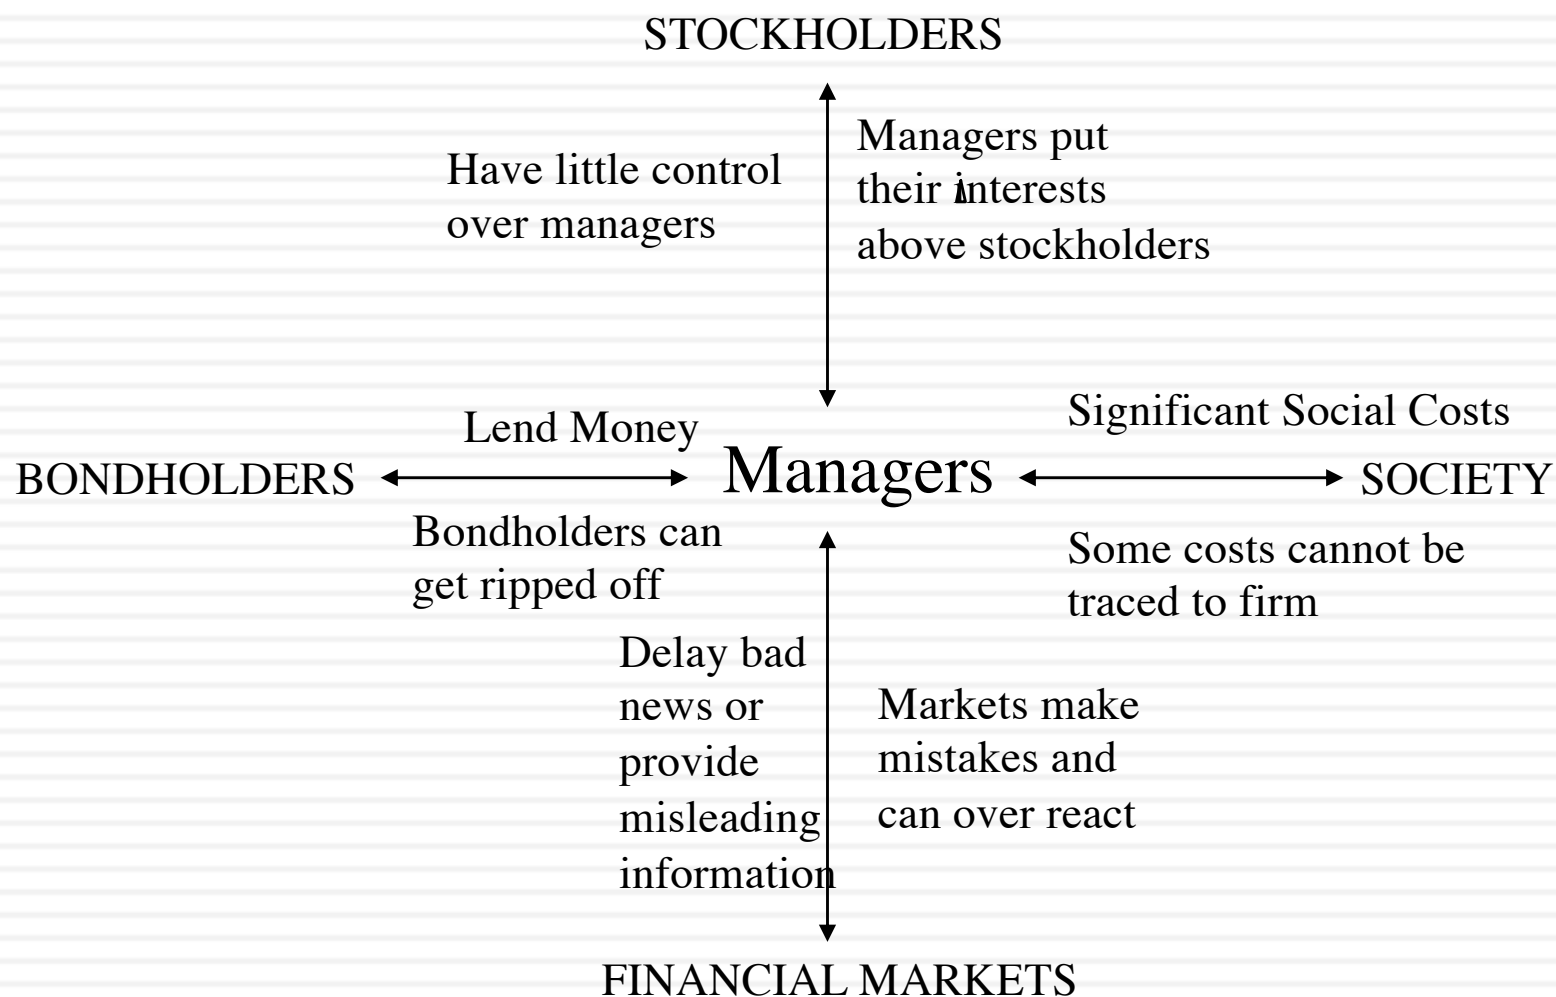 STOCKHOLDERS
Have little control
over managers
Managers put
their interests
above stockholders
Lend Money
BONDHOLDERS
Managers
Significant Social Costs
SOCIETY
Bondholders can
get ripped off
Some costs cannot be
traced to firm
Delay bad
news or
provide
misleading
information
Markets make
mistakes and
can over react
FINANCIAL MARKETS